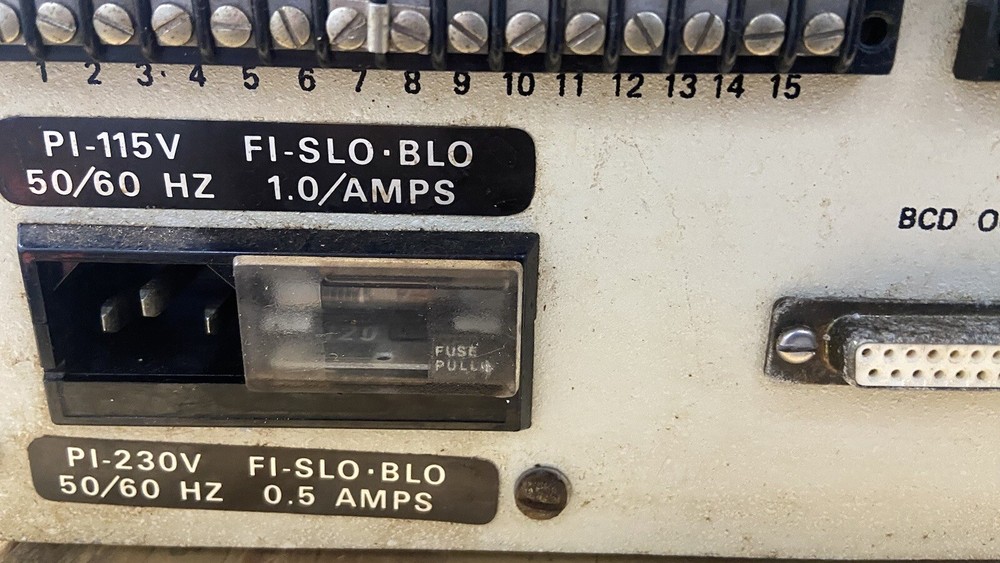 1 2 3 4 5 6 7 8 9 10 11 12 13 14 15
PI-115V FI-SLO·BLO
50/60 HZ 1.0/AMPS
BCD
FUSE
PULL
PI-230V FI-SLO·BLO
50/60 HZ 0.5 AMPS